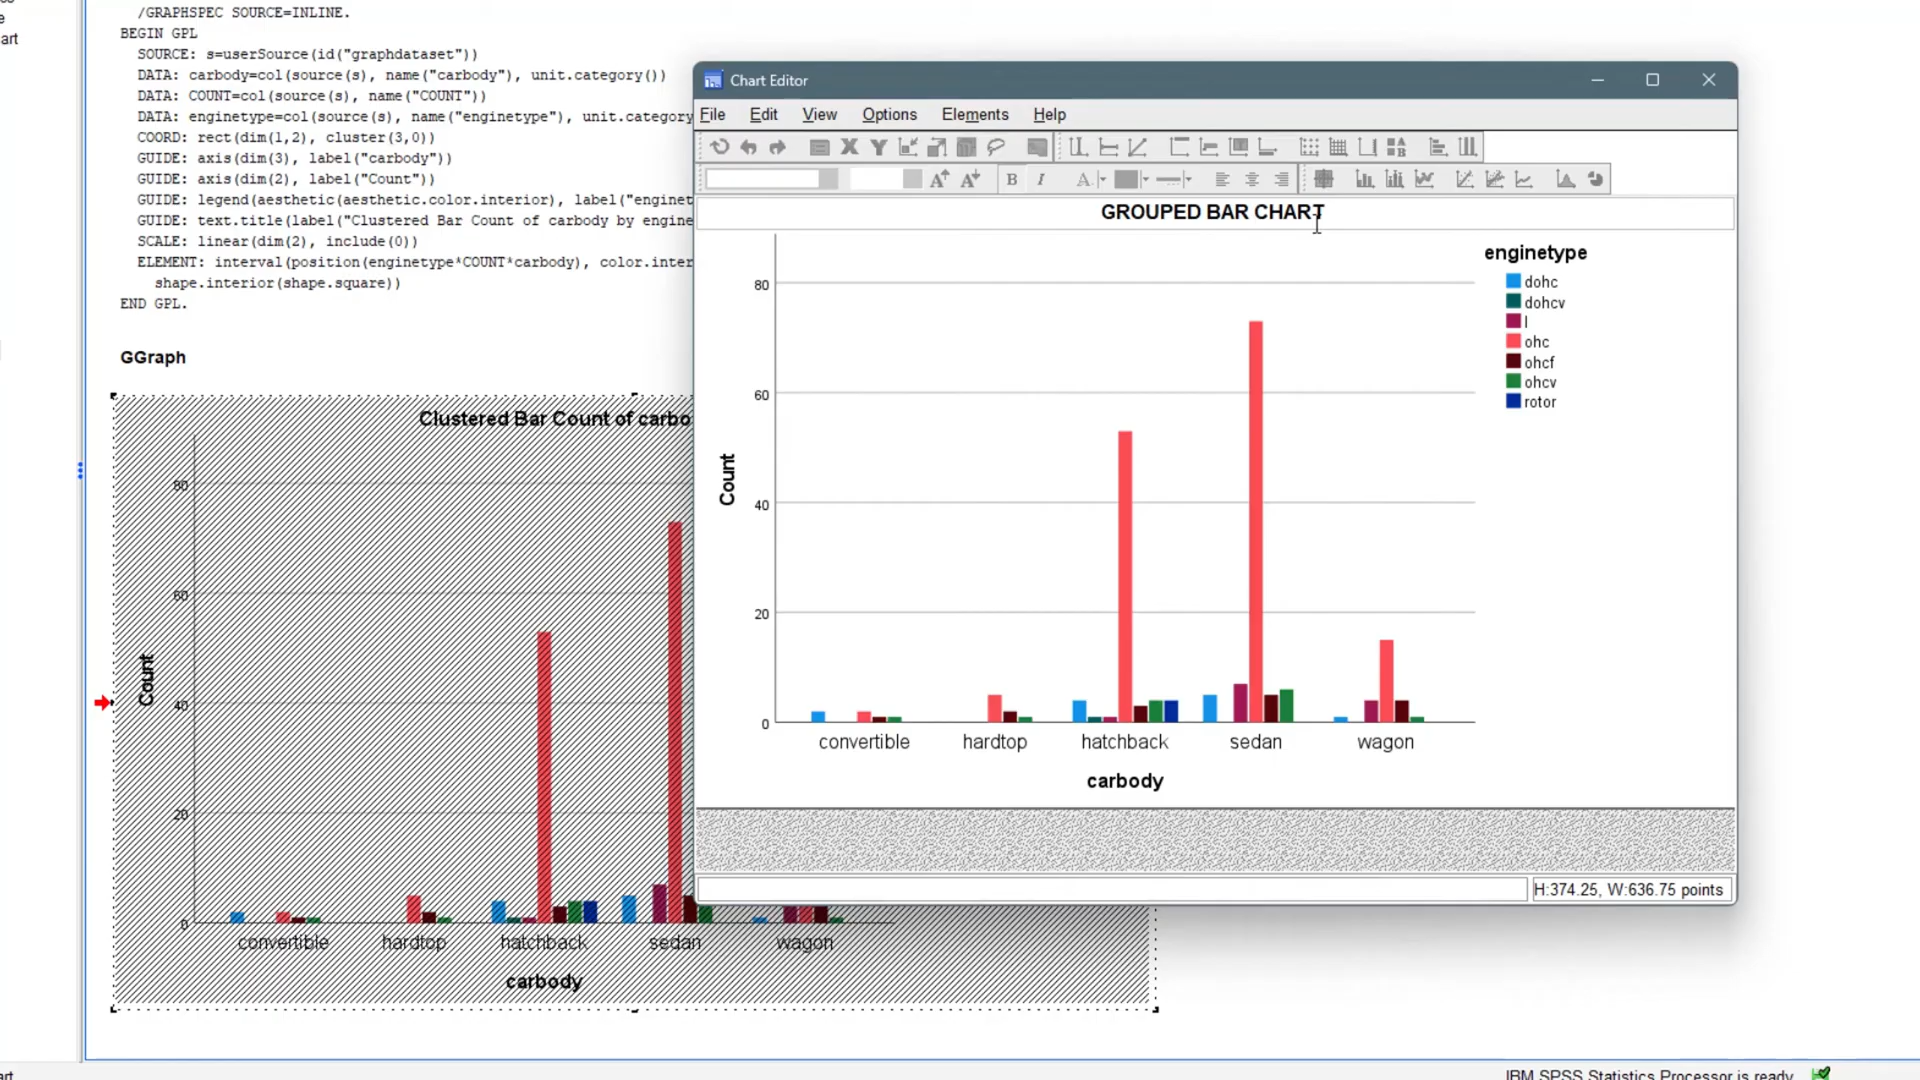 e
art
/GRAPHSPEC SOURCE=INLINE.
BEGIN GPL
SOURCE: s=userSource(id("graphdataset"))
DATA: carbody=col(source(s), name("carbody"), unit.category())
DATA: COUNT=col(source(s), name("COUNT"))
DATA: enginetype=col(source(s), name("enginetype"), unit.category
COORD: rect(dim(1,2), cluster(3,0))
GUIDE: axis(dim(3), label("carbody"))
GUIDE: axis(dim(2), label("Count"))
GUIDE: legend(aesthetic(aesthetic.color.interior), label("enginet
GUIDE: text.title(label("Clustered Bar Count of carbody by engine
SCALE: linear(dim(2), include(0))
ELEMENT: interval(position(enginetype*COUNT*carbody), color.inter
shape.interior(shape.square))
END GPL.
GGraph
Clustered Bar Count of carbo
80
60
40
20
0
Count
convertible hardtop hatchback sedan wagon
carbody
Chart Editor
File Edit View Options Elements Help
X Y
A A B I A
GROUPED BAR CHART
80
60
40
20
0
Count
convertible hardtop hatchback sedan wagon
carbody
enginetype
dohc
dohcv
l
ohc
ohcf
ohcv
rotor
H:374.25, W:636.75 points
art
IBM SPSS Statistics Processor is ready